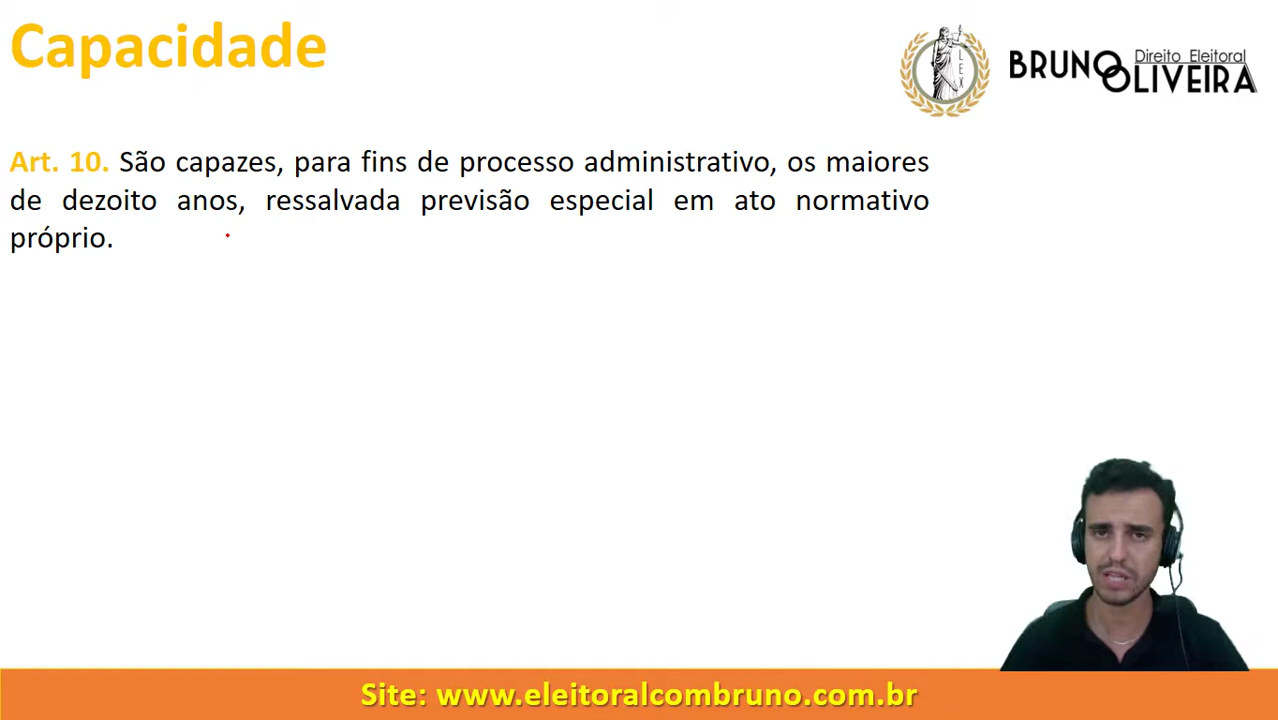 Capacidade
LEX
Direito Eleitoral
BRUNO
OLIVEIRA
Art. 10. São capazes, para fins de processo administrativo, os maiores
de dezoito anos, ressalvada previsão especial em ato normativo
próprio.
Site: www.eleitoralcombruno.com.br